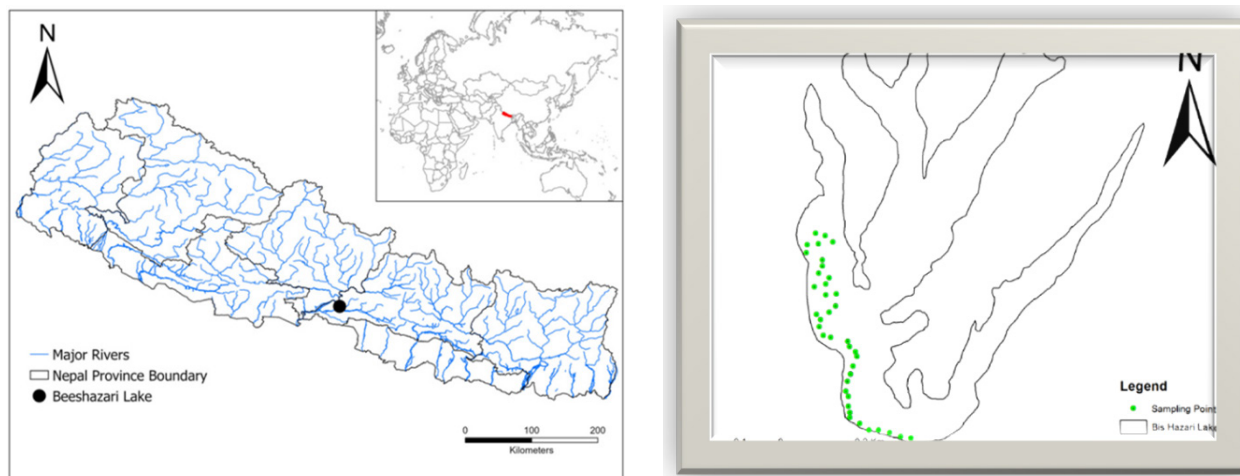 N
Major Rivers
Nepal Province Boundary
Beeshazari Lake
0 100 200
Kilometers
N
Legend
Sampling Point
Bis Hazari Lake